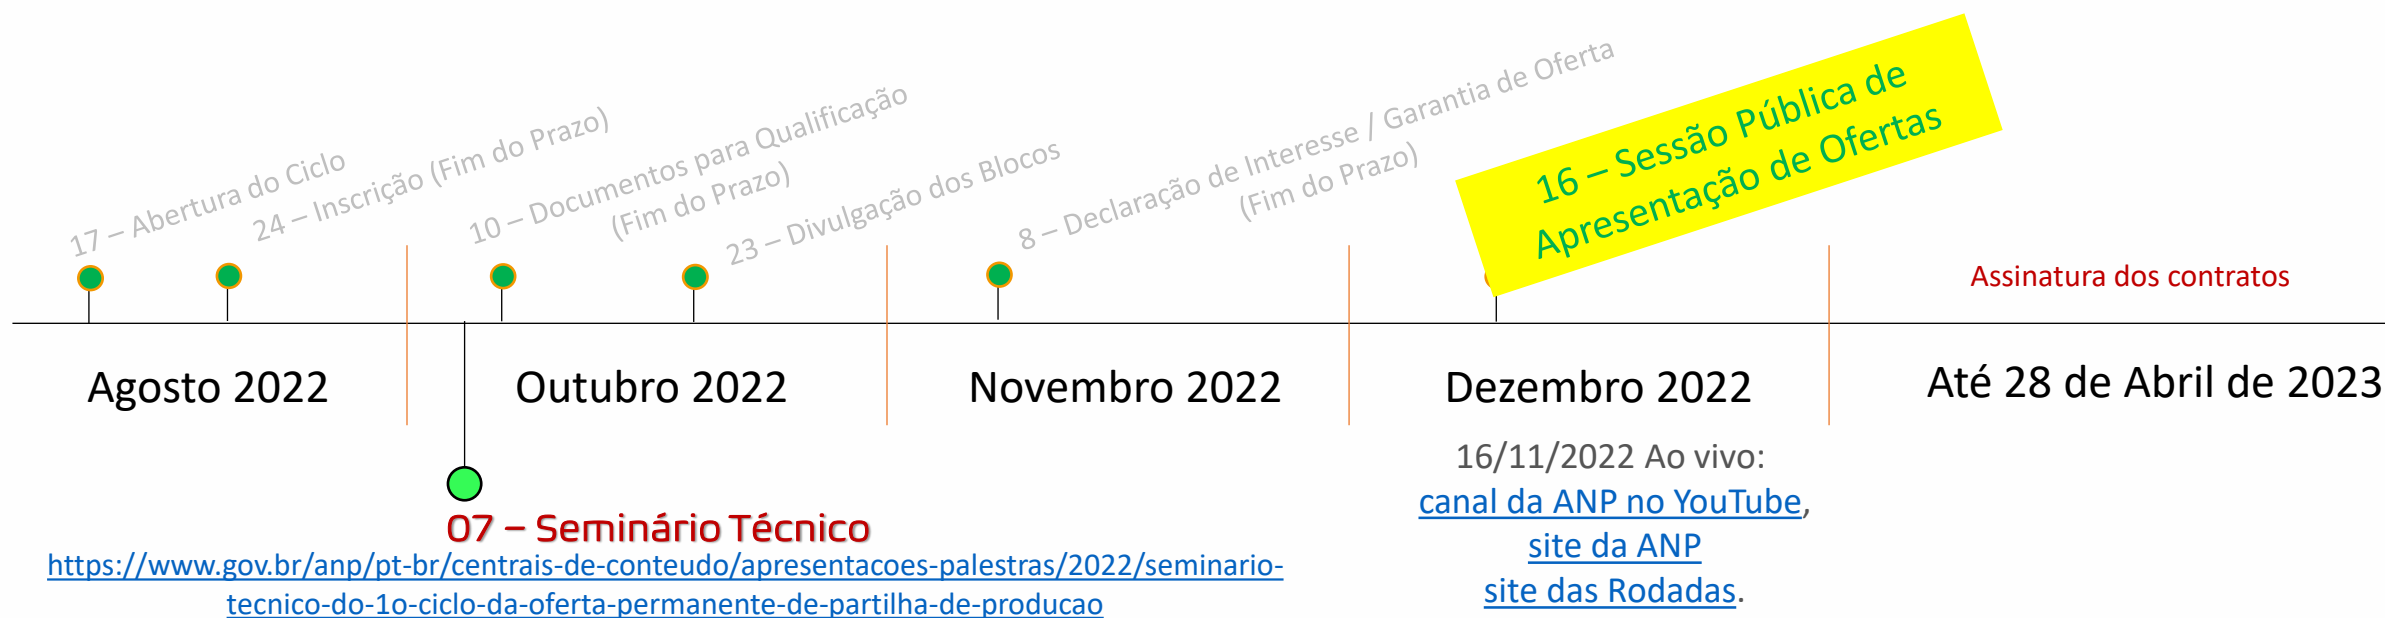 17 – Abertura do Ciclo
24 – Inscrição (Fim do Prazo)
10 – Documentos para Qualificação
(Fim do Prazo)
23 – Divulgação dos Blocos
8 – Declaração de Interesse / Garantia de Oferta
(Fim do Prazo)
16 – Sessão Pública de
Apresentação de Ofertas
Assinatura dos contratos
Agosto 2022
Outubro 2022
Novembro 2022
Dezembro 2022
Até 28 de Abril de 2023
07 – Seminário Técnico
https://www.gov.br/anp/pt-br/centrais-de-conteudo/apresentacoes-palestras/2022/seminario-
tecnico-do-1o-ciclo-da-oferta-permanente-de-partilha-de-producao
16/11/2022 Ao vivo:
canal da ANP no YouTube,
site da ANP
site das Rodadas.